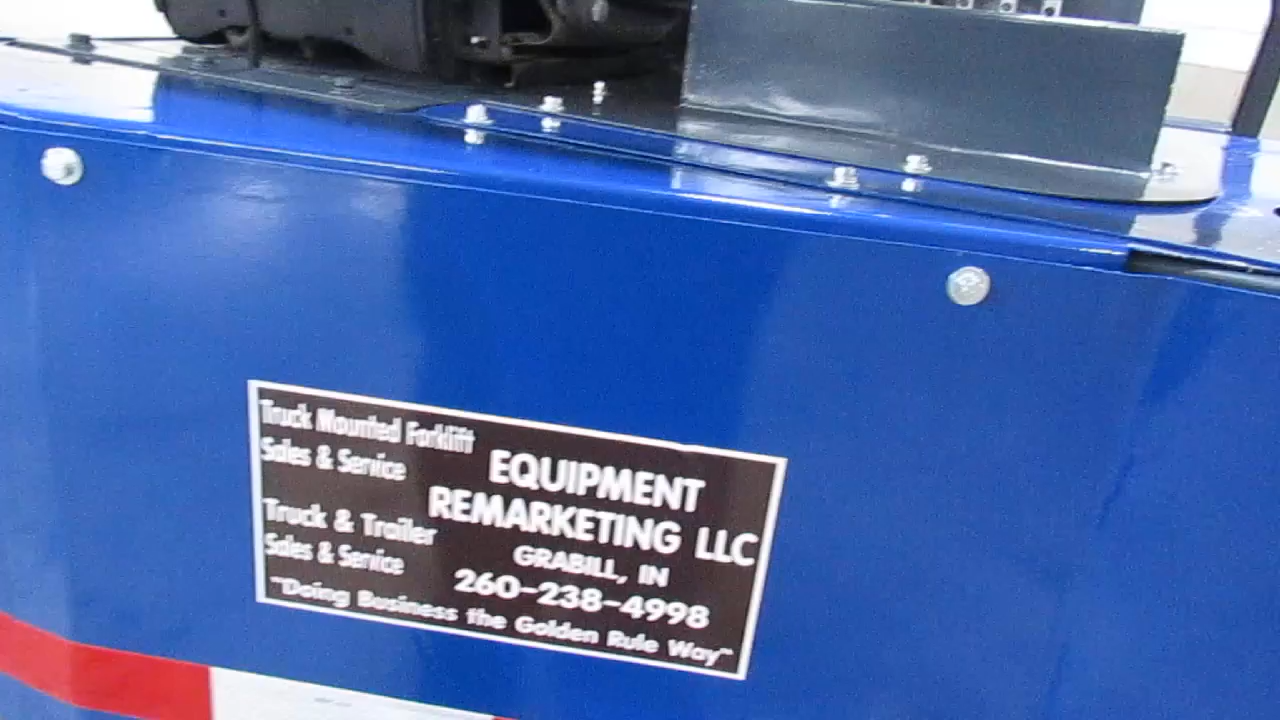 Truck Mounted Forklift
Sales & Service
Truck & Trailer
Sales & Service
EQUIPMENT
REMARKETING LLC
GRABILL, IN
260-238-4998
"Doing Business the Golden Rule Way"